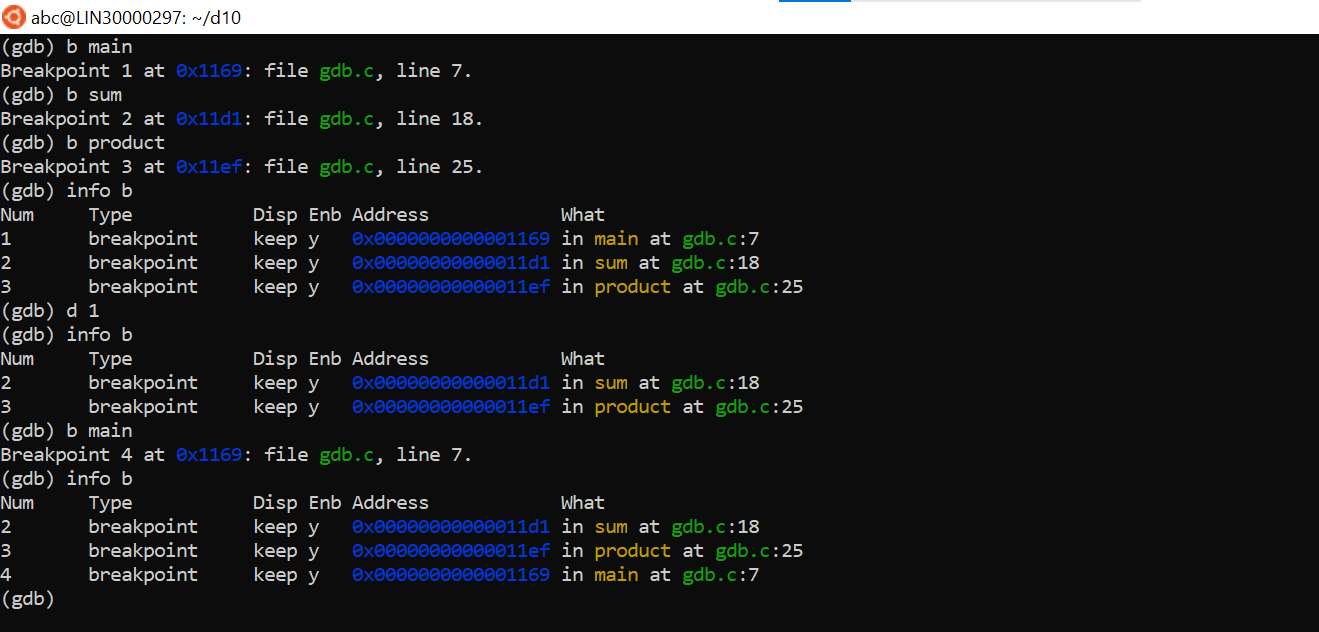 abc@LIN30000297: ~/d10
(gdb) b main
Breakpoint 1 at 0x1169: file gdb.c, line 7.
(gdb) b sum
Breakpoint 2 at 0x11d1: file gdb.c, line 18.
(gdb) b product
Breakpoint 3 at 0x11ef: file gdb.c, line 25.
(gdb) info b
Num     Type           Disp Enb Address            What
1       breakpoint     keep y   0x0000000000001169 in main at gdb.c:7
2       breakpoint     keep y   0x00000000000011d1 in sum at gdb.c:18
3       breakpoint     keep y   0x00000000000011ef in product at gdb.c:25
(gdb) d 1
(gdb) info b
Num     Type           Disp Enb Address            What
2       breakpoint     keep y   0x00000000000011d1 in sum at gdb.c:18
3       breakpoint     keep y   0x00000000000011ef in product at gdb.c:25
(gdb) b main
Breakpoint 4 at 0x1169: file gdb.c, line 7.
(gdb) info b
Num     Type           Disp Enb Address            What
2       breakpoint     keep y   0x00000000000011d1 in sum at gdb.c:18
3       breakpoint     keep y   0x00000000000011ef in product at gdb.c:25
4       breakpoint     keep y   0x0000000000001169 in main at gdb.c:7
(gdb)